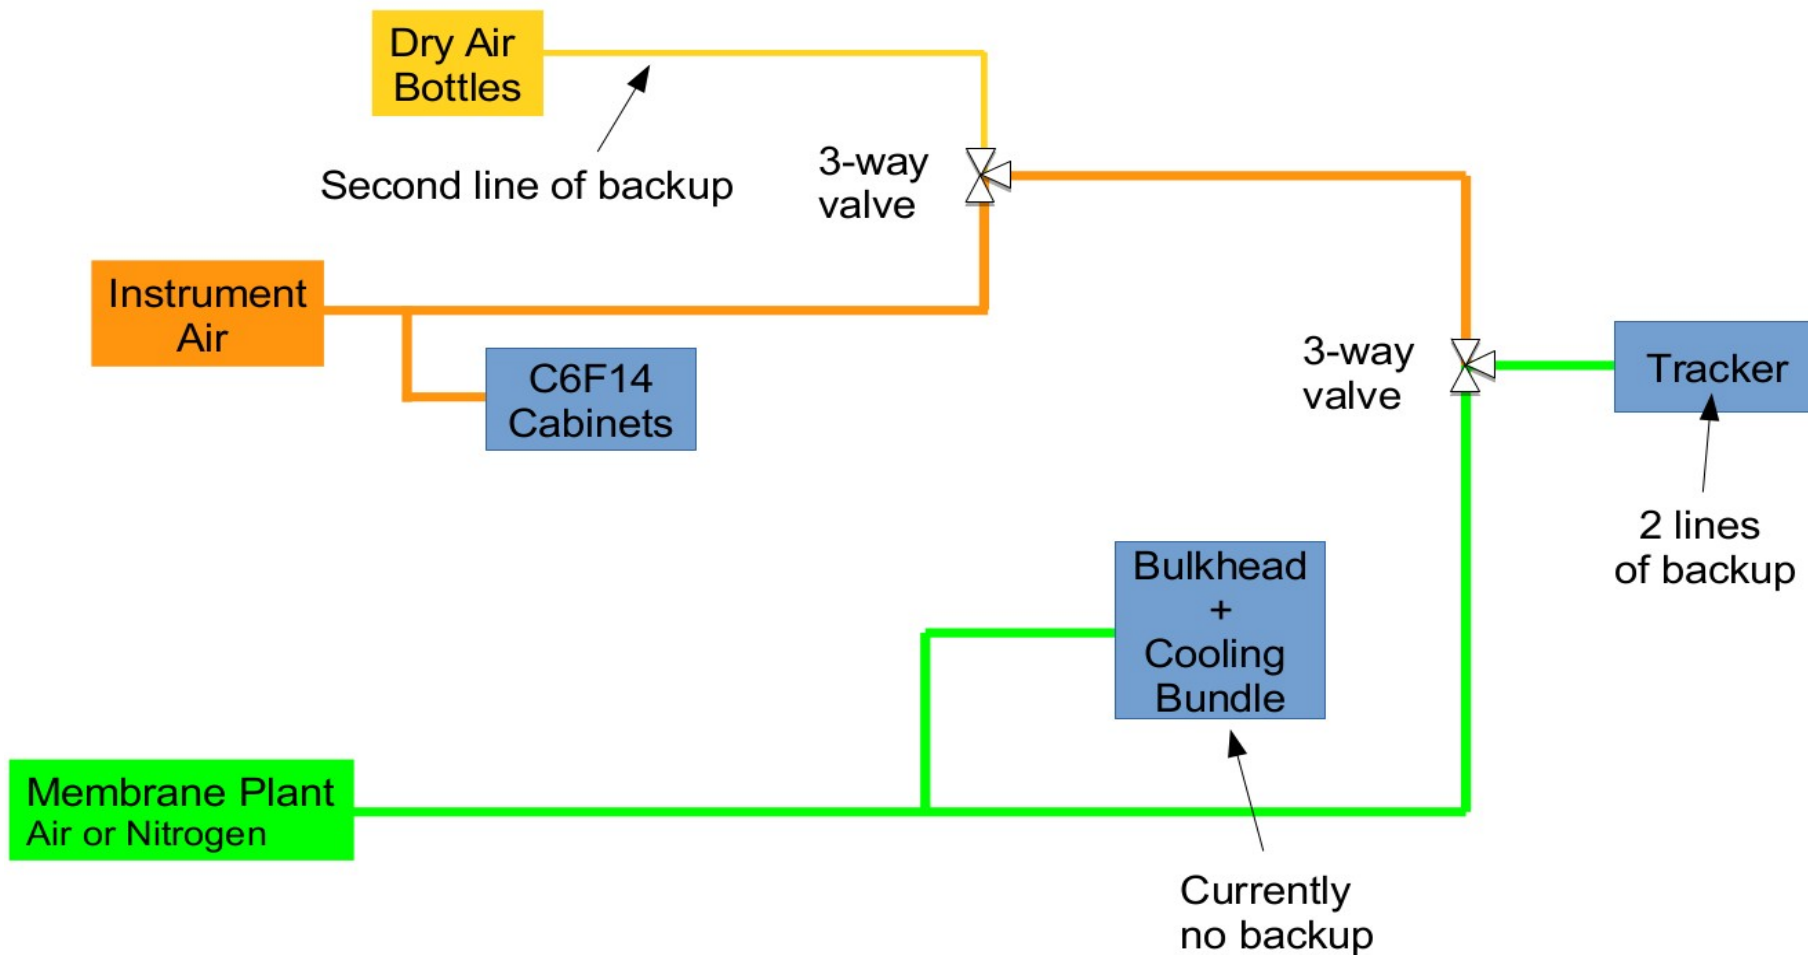 Dry Air
Bottles
Second line of backup
3-way
valve
Instrument
Air
C6F14
Cabinets
3-way
valve
Tracker
2 lines
of backup
Bulkhead
+
Cooling
Bundle
Membrane Plant
Air or Nitrogen
Currently
no backup